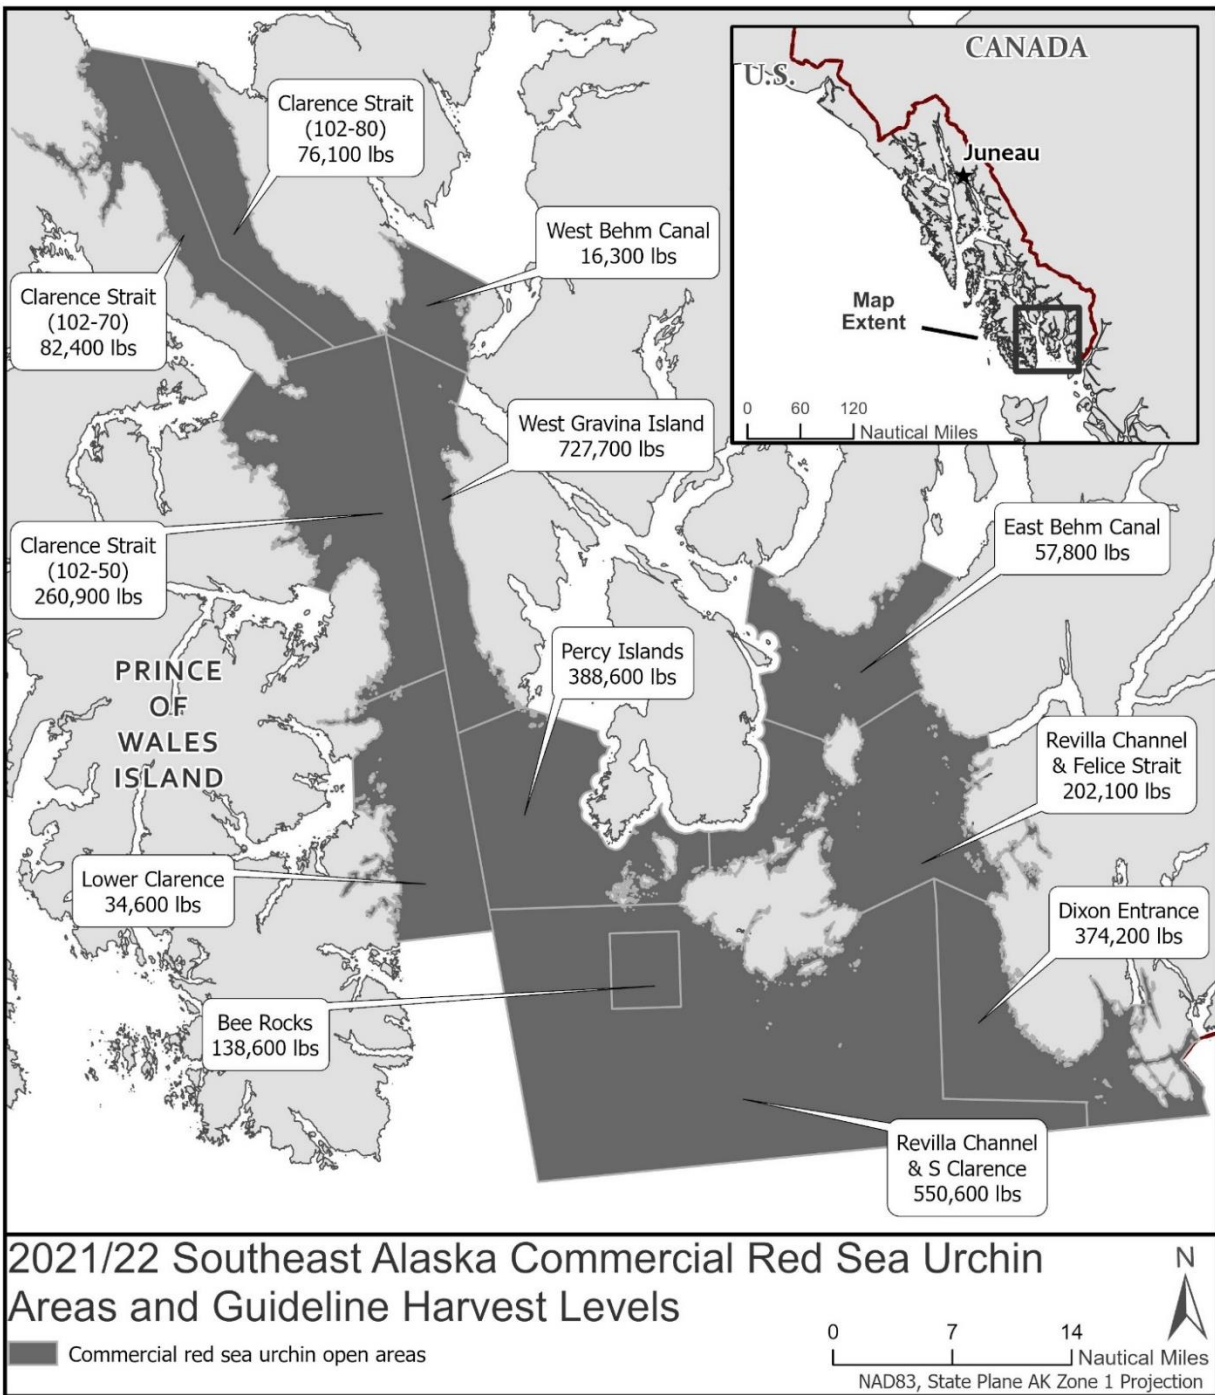 CANADA
U.S.
Juneau
Map
Extent
0 60 120
Nautical Miles
Clarence Strait
(102-80)
76,100 lbs
West Behm Canal
16,300 lbs
Clarence Strait
(102-70)
82,400 lbs
West Gravina Island
727,700 lbs
Clarence Strait
(102-50)
260,900 lbs
East Behm Canal
57,800 lbs
Percy Islands
388,600 lbs
PRINCE
OF
WALES
ISLAND
Revilla Channel
& Felice Strait
202,100 lbs
Lower Clarence
34,600 lbs
Dixon Entrance
374,200 lbs
Bee Rocks
138,600 lbs
Revilla Channel
& S Clarence
550,600 lbs
2021/22 Southeast Alaska Commercial Red Sea Urchin
Areas and Guideline Harvest Levels
Commercial red sea urchin open areas
N
0 7 14
Nautical Miles
NAD83, State Plane AK Zone 1 Projection